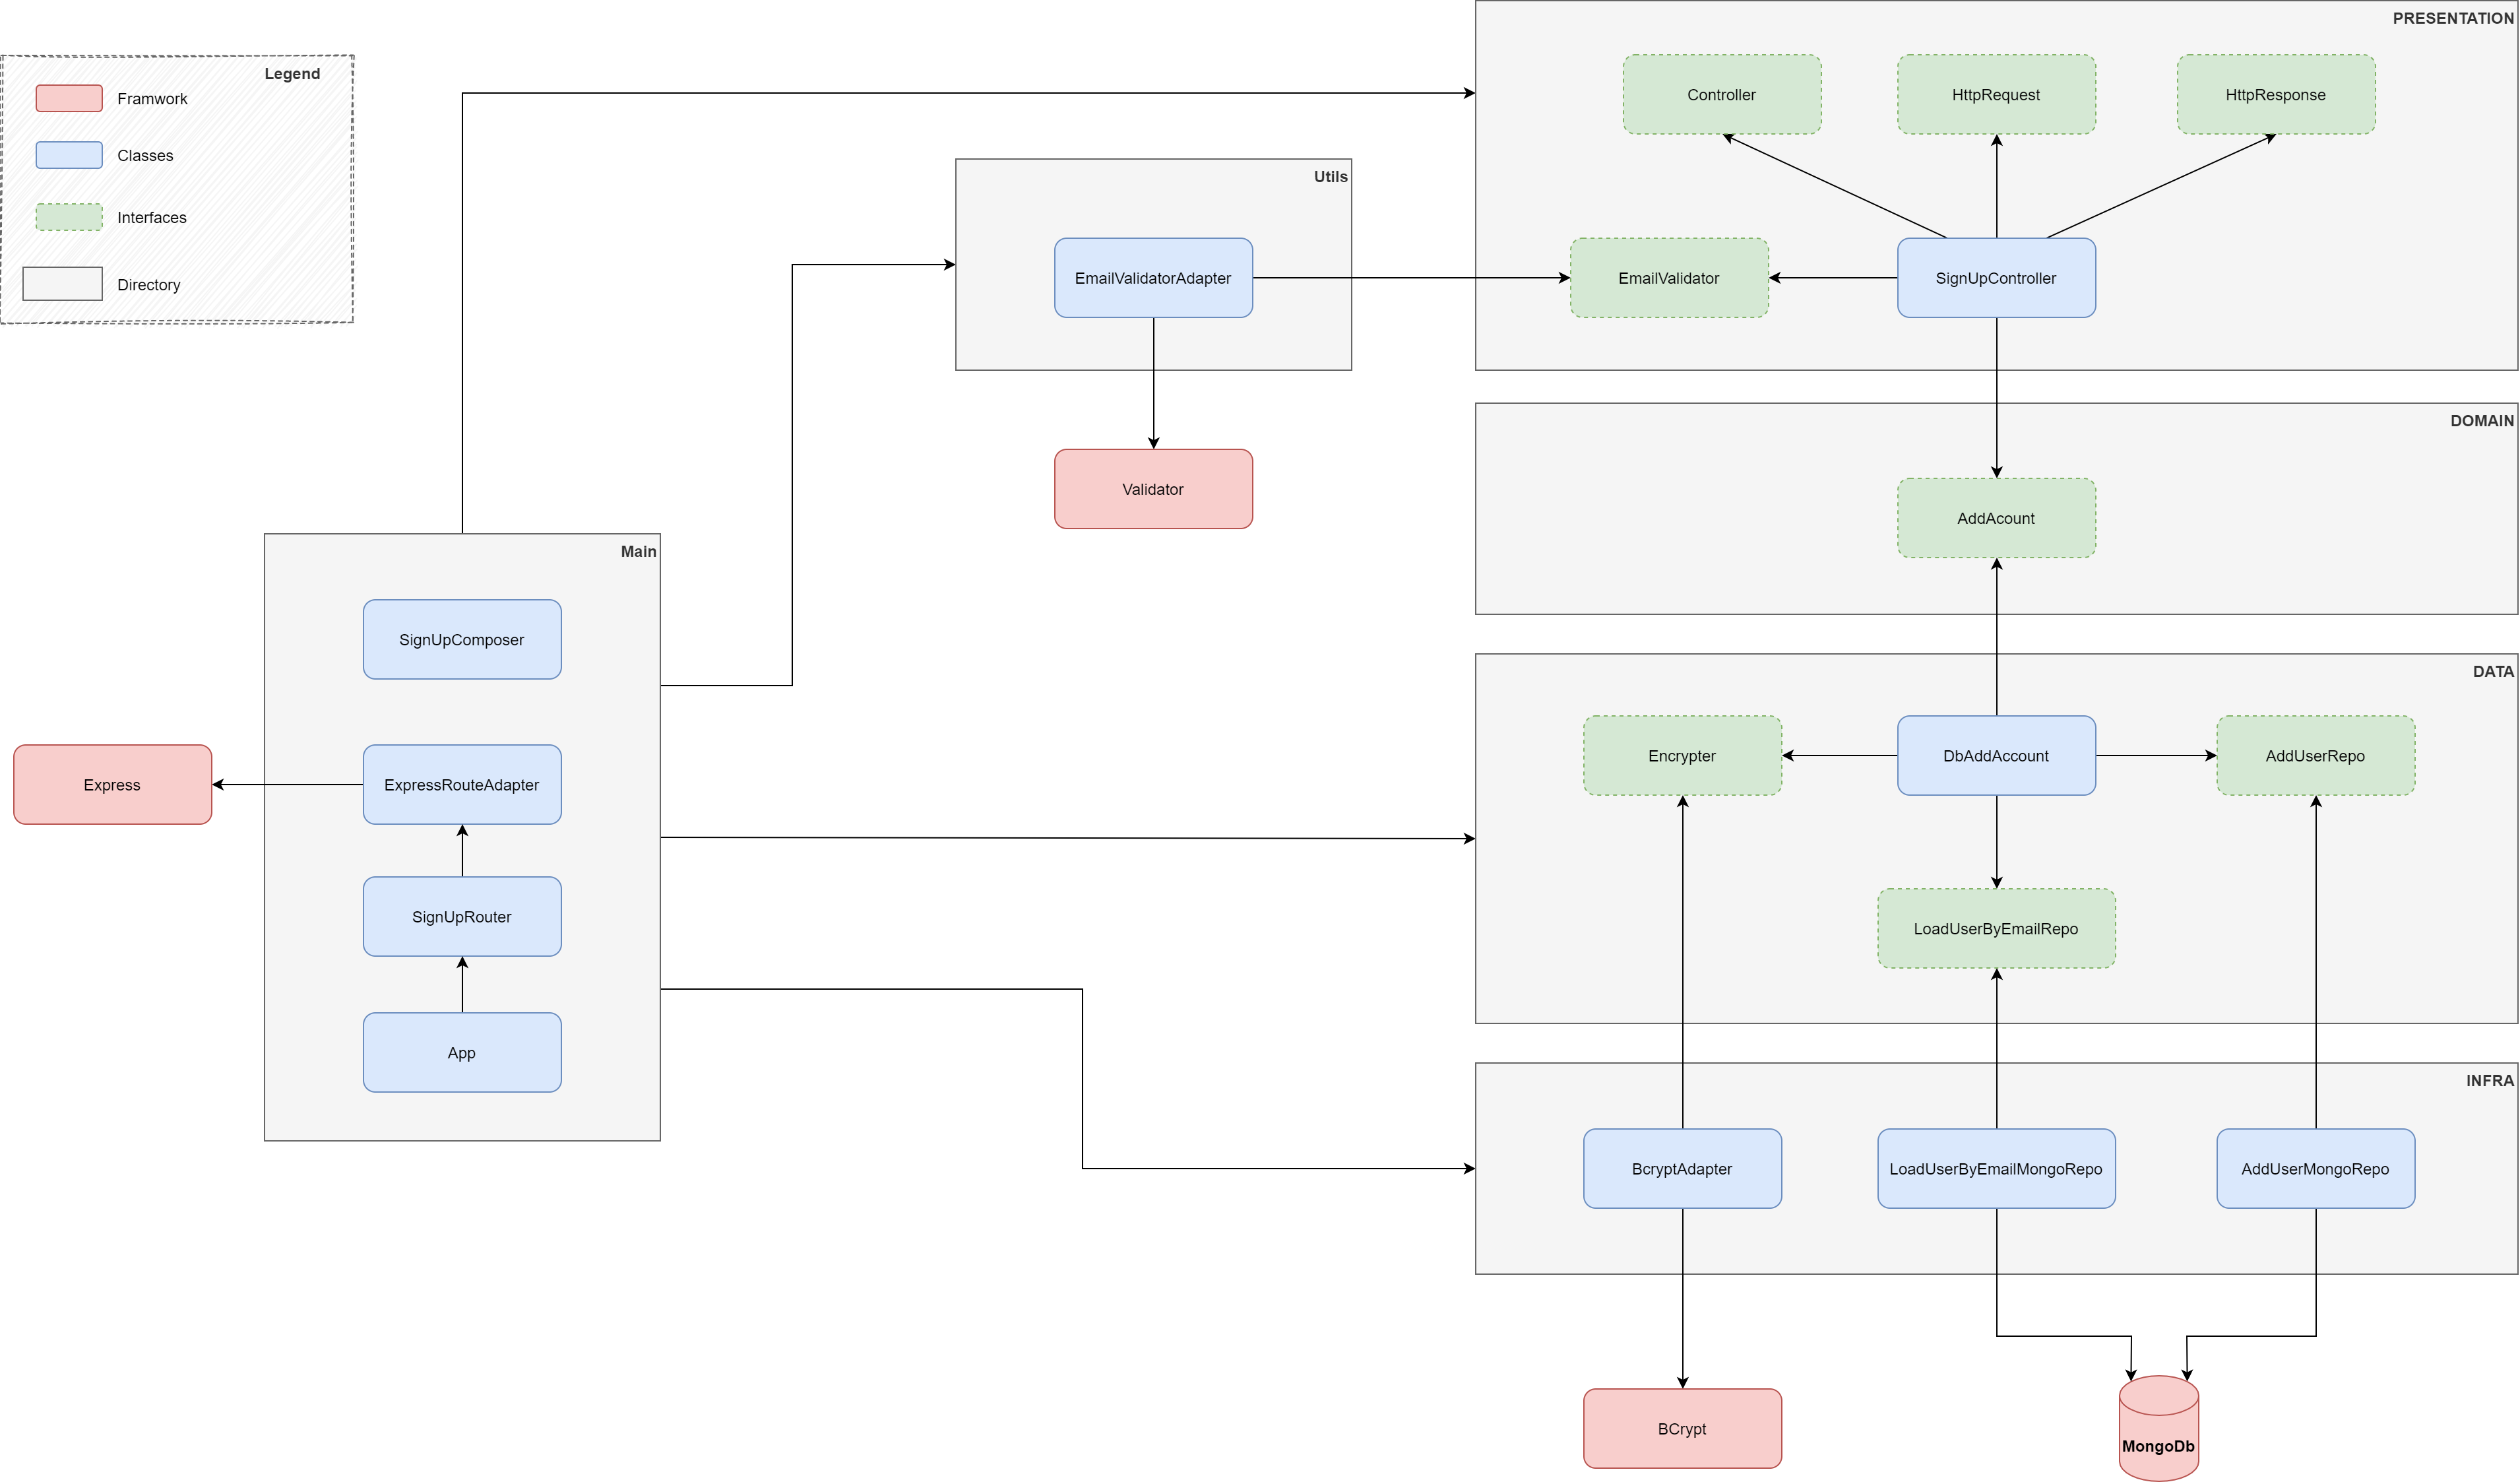 Legend
Framwork
Classes
Interfaces
Directory
PRESENTATION
Controller
HttpRequest
HttpResponse
EmailValidator
SignUpController
Utils
EmailValidatorAdapter
Validator
DOMAIN
AddAcount
Main
SignUpComposer
ExpressRouteAdapter
SignUpRouter
App
Express
DATA
Encrypter
DbAddAccount
AddUserRepo
LoadUserByEmailRepo
INFRA
BcryptAdapter
LoadUserByEmailMongoRepo
AddUserMongoRepo
BCrypt
MongoDb